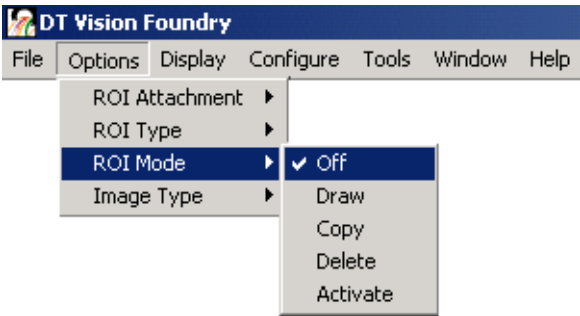 DT Vision Foundry
File Options Display Configure Tools Window Help
ROI Attachment
ROI Type
ROI Mode
Image Type
Off
Draw
Copy
Delete
Activate